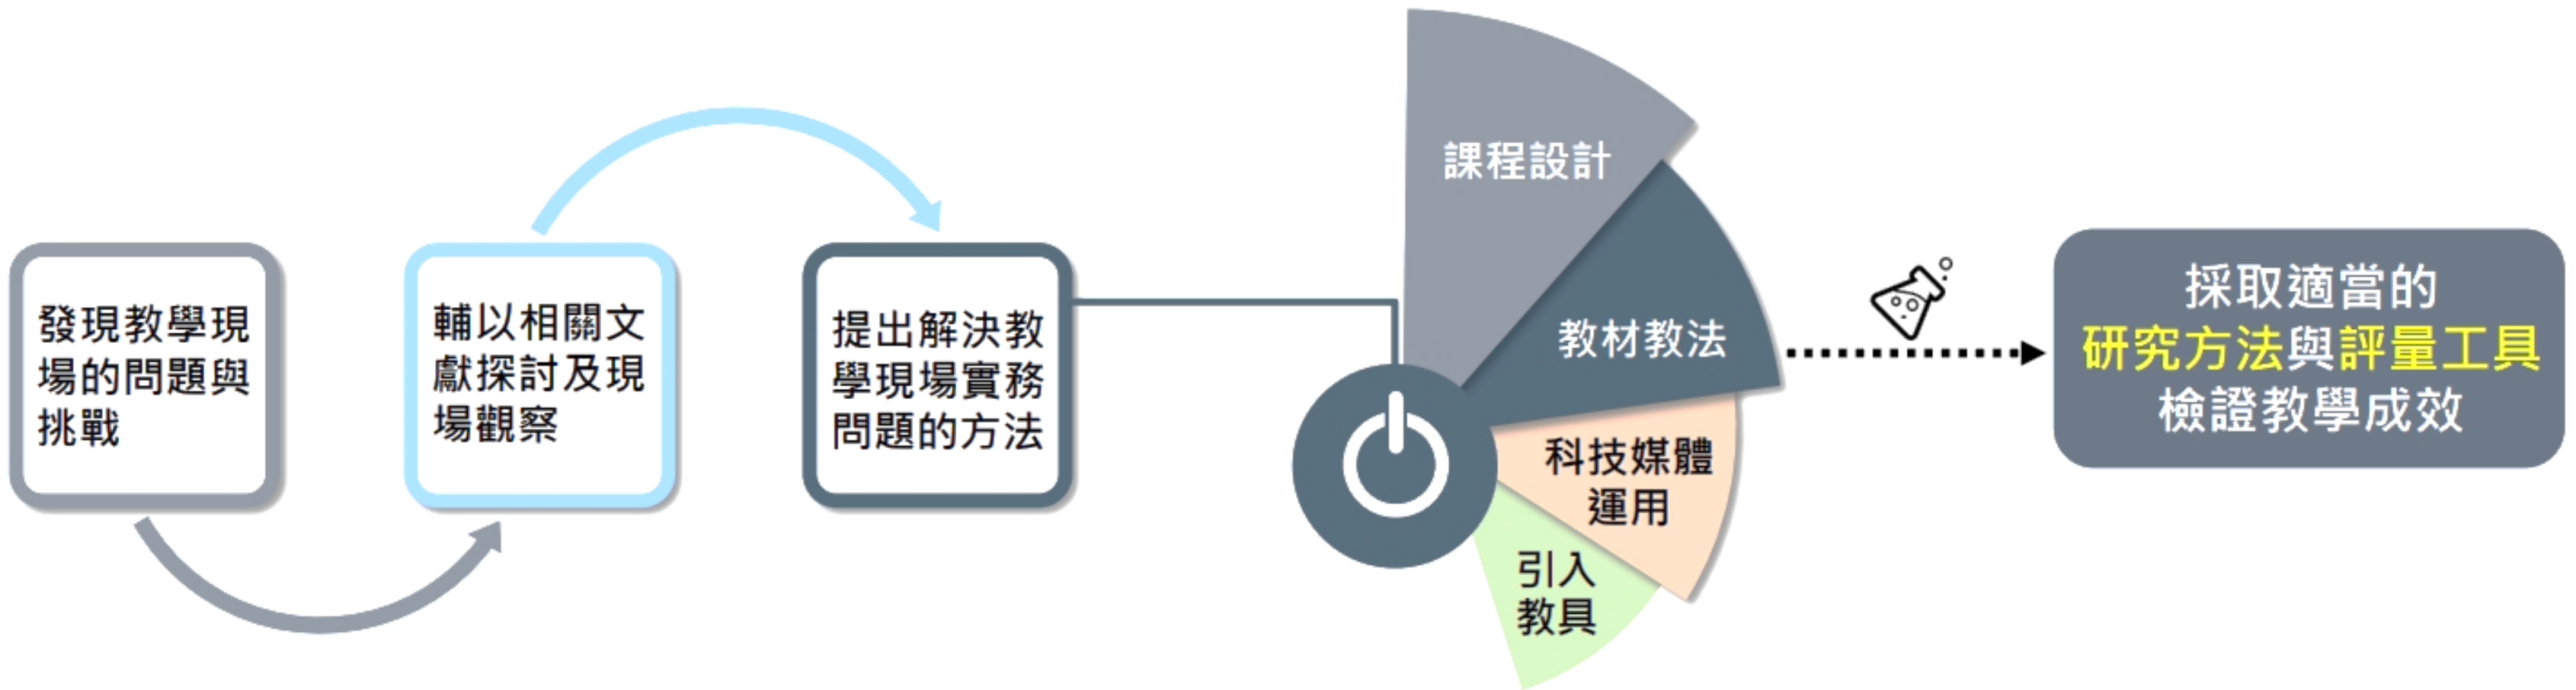 發現教學現
場的問題與
挑戰
輔以相關文
獻探討及現
場觀察
提出解決教
學現場實務
問題的方法
課程設計
教材教法
科技媒體
運用
引入
教具
採取適當的
研究方法與評量工具
檢證教學成效